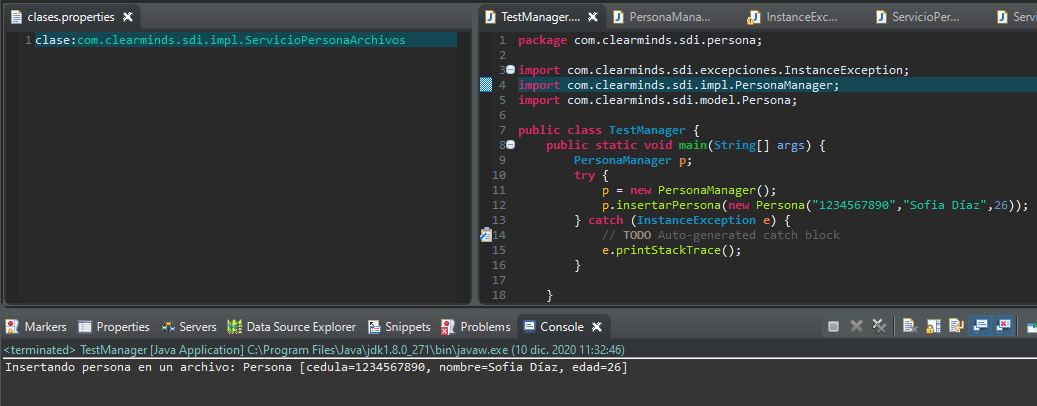 clases.properties
1 clase:com.clearminds.sdi.impl.ServicioPersonaArchivos
TestManager.... PersonaMana... InstanceExc... ServicioPer... Servi
1 package com.clearminds.sdi.persona;
2
3 import com.clearminds.sdi.excepciones.InstanceException;
4 import com.clearminds.sdi.impl.PersonaManager;
5 import com.clearminds.sdi.model.Persona;
6
7 public class TestManager {
8 public static void main(String[] args) {
9 PersonaManager p;
10 try {
11 p = new PersonaManager();
12 p.insertarPersona(new Persona("1234567890","Sofia Díaz",26));
13 } catch (InstanceException e) {
14 // TODO Auto-generated catch block
15 e.printStackTrace();
16 }
17
18 }
Markers Properties Servers Data Source Explorer Snippets Problems Console
<terminated> TestManager [Java Application] C:\Program Files\Java\jdk1.8.0_271\bin\javaw.exe (10 dic. 2020 11:32:46)
Insertando persona en un archivo: Persona [cedula=1234567890, nombre=Sofia Díaz, edad=26]